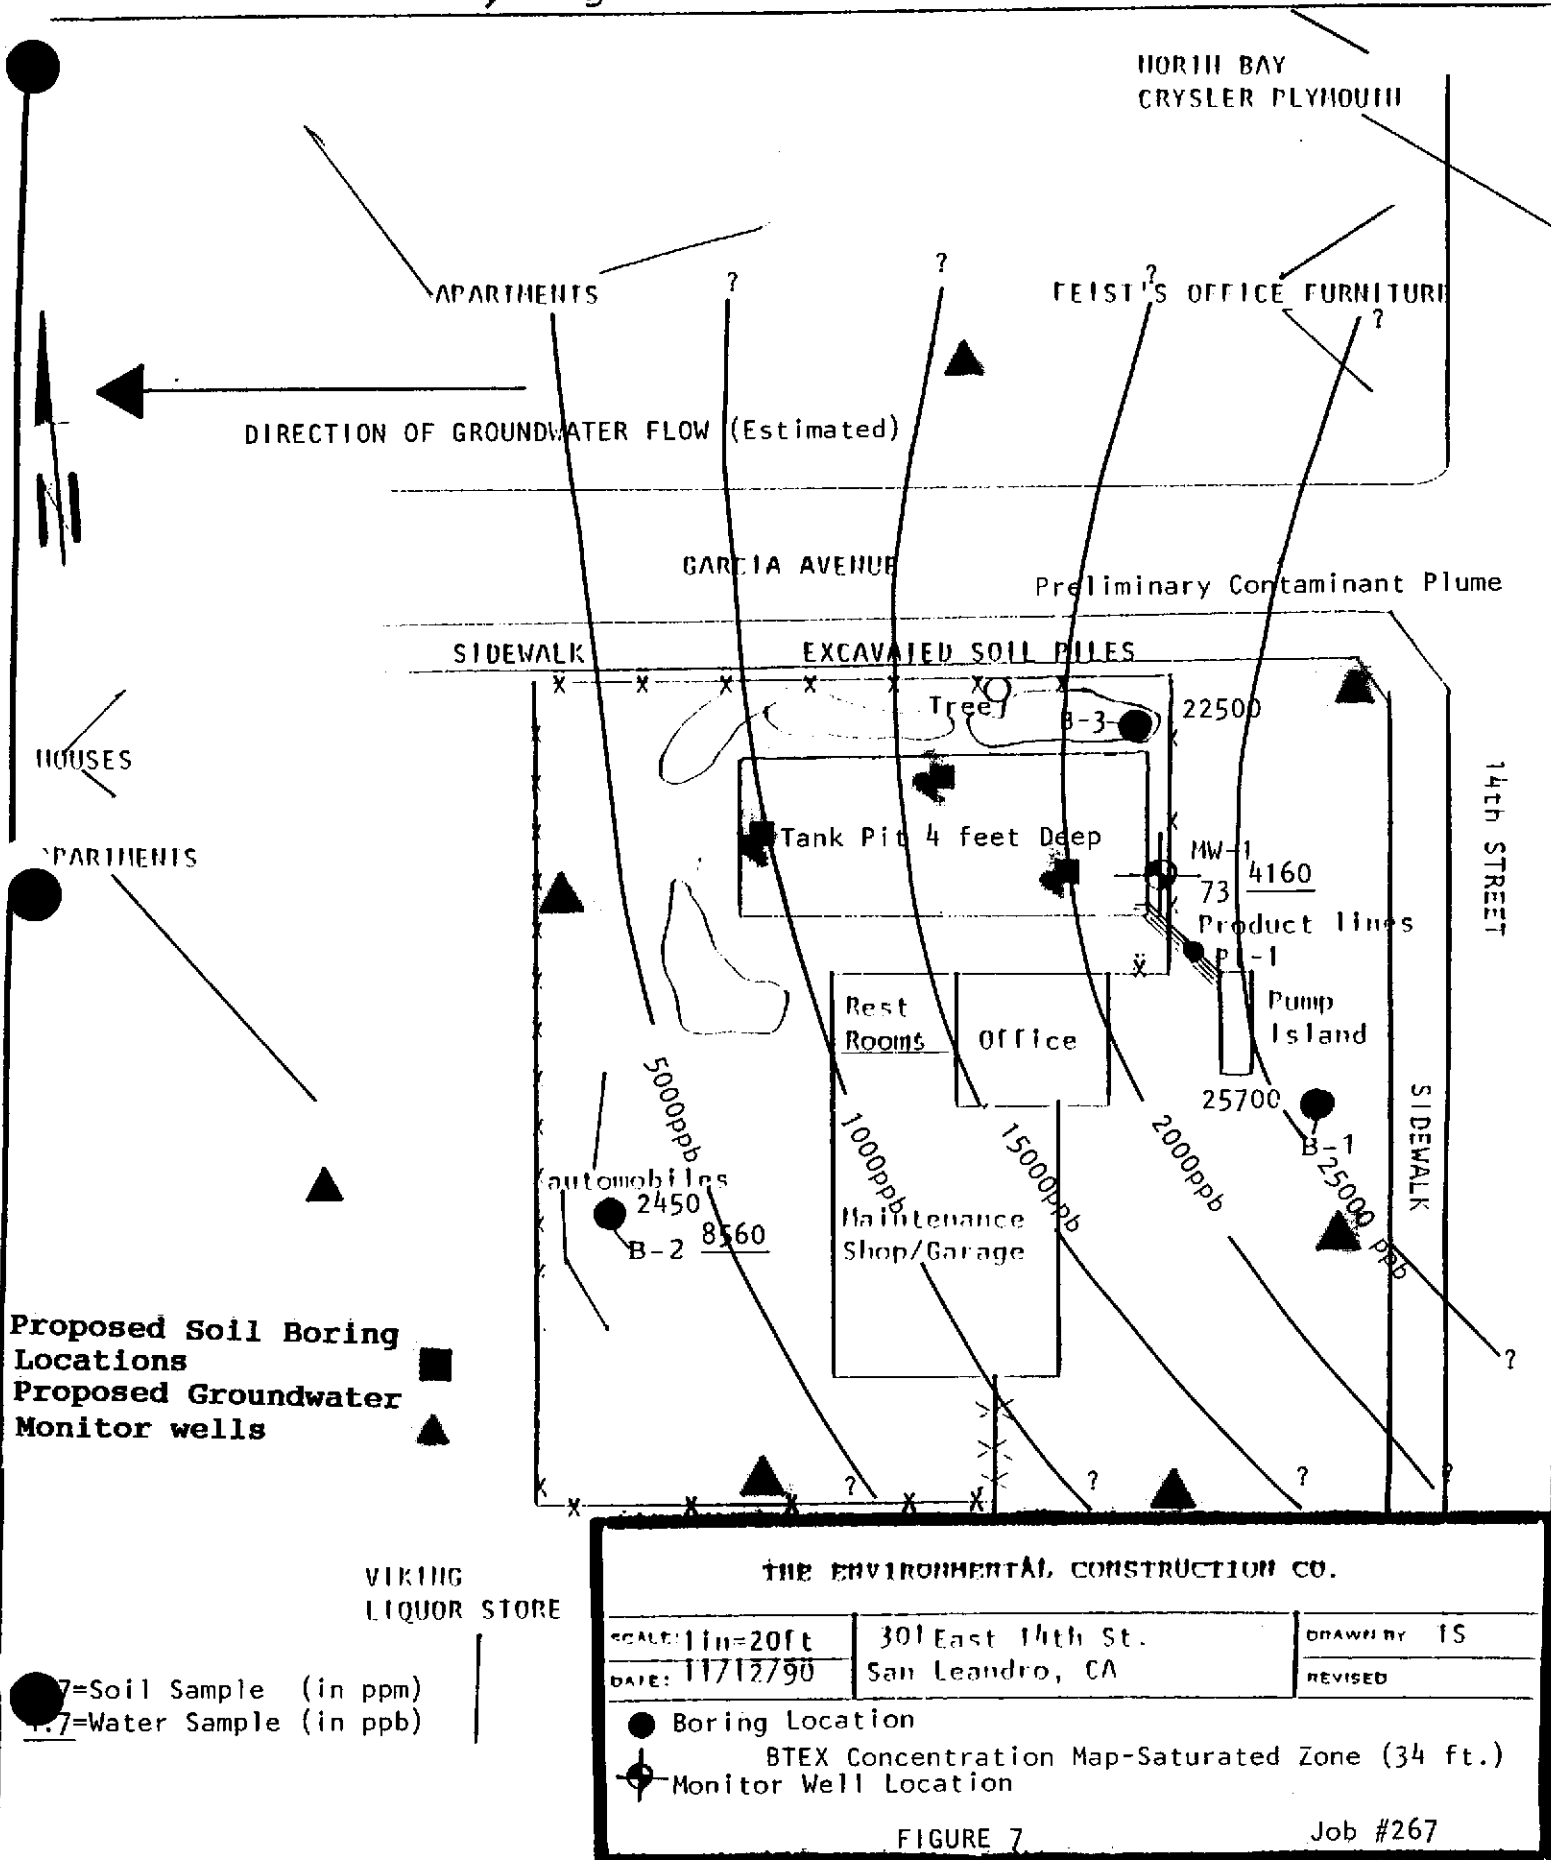 NORTH BAY
CRYSLER PLYMOUTH
APARTMENTS
?
?
?
FEIST'S OFFICE FURNITURE
?
DIRECTION OF GROUNDWATER FLOW (Estimated)
N
GARCIA AVENUE
Preliminary Contaminant Plume
SIDEWALK
EXCAVATED SOIL PILES
Tree
B-3
22500
HOUSES
14th STREET
Tank Pit 4 feet Deep
APARTMENTS
MW-1
73 4160
Product lines
PL-1
Rest
Rooms
Office
Pump
Island
25700
B-1
SIDEWALK
5000ppb
1000ppb
15000ppb
2000ppb
25000 ppb
automobiles
2450
B-2 8560
Maintenance
Shop/Garage
Proposed Soil Boring
Locations
Proposed Groundwater
Monitor wells
?
?
?
?
?
VIKING
LIQUOR STORE
7=Soil Sample (in ppm)
.7=Water Sample (in ppb)
THE ENVIRONMENTAL CONSTRUCTION CO.
SCALE: 1in=20ft
DATE: 11/12/90
301 East 14th St.
San Leandro, CA
DRAWN BY IS
REVISED
Boring Location
BTEX Concentration Map-Saturated Zone (34 ft.)
Monitor Well Location
FIGURE 7
Job #267